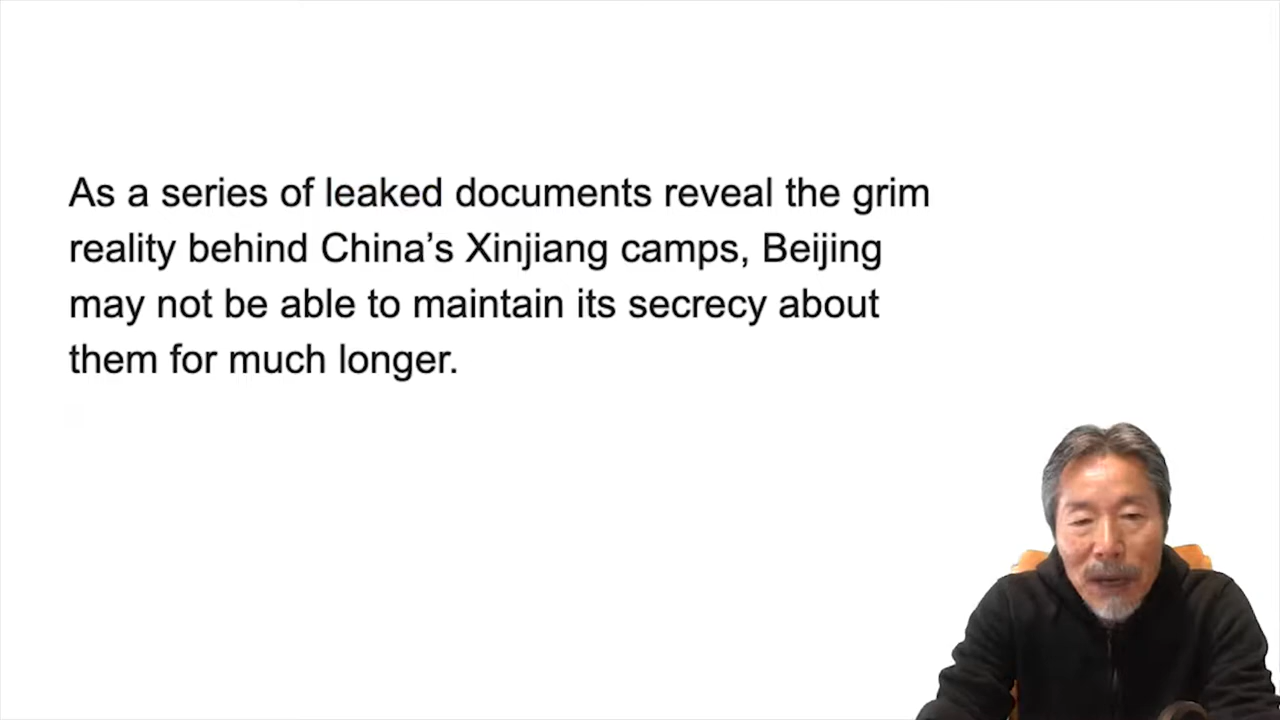 As a series of leaked documents reveal the grim
reality behind China’s Xinjiang camps, Beijing
may not be able to maintain its secrecy about
them for much longer.